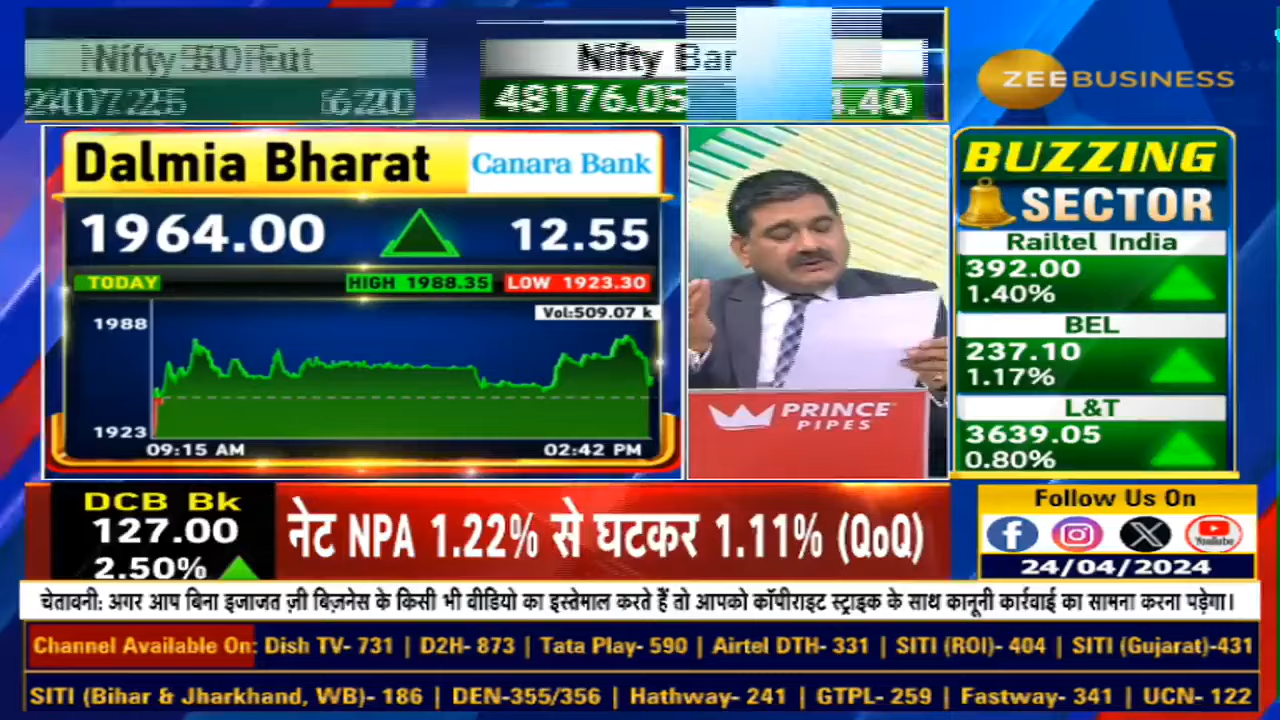 Nifty 50 Fut
Nifty Ban
48176.05
.40
ZEEBUSINESS
Dalmia Bharat
Canara Bank
1964.00
12.55
TODAY
HIGH 1988.35
LOW 1923.30
Vol:509.07 k
1988
1923
09:15 AM
02:42 PM
PRINCE
PIPES
BUZZING
SECTOR
Railtel India
392.00
1.40%
BEL
237.10
1.17%
L&T
3639.05
0.80%
DCB Bk
127.00
2.50%
नेट NPA 1.22% से घटकर 1.11% (QoQ)
Follow Us On
YouTube
24/04/2024
चेतावनी: अगर आप बिना इजाजत ज़ी बिज़नेस के किसी भी वीडियो का इस्तेमाल करते हैं तो आपको कॉपीराइट स्ट्राइक के साथ कानूनी कार्रवाई का सामना करना पड़ेगा।
Channel Available On: Dish TV- 731 | D2H- 873 | Tata Play- 590 | Airtel DTH- 331 | SITI (ROI)- 404 | SITI (Gujarat)-431
SITI (Bihar & Jharkhand, WB)- 186 | DEN-355/356 | Hathway- 241 | GTPL- 259 | Fastway- 341 | UCN- 122